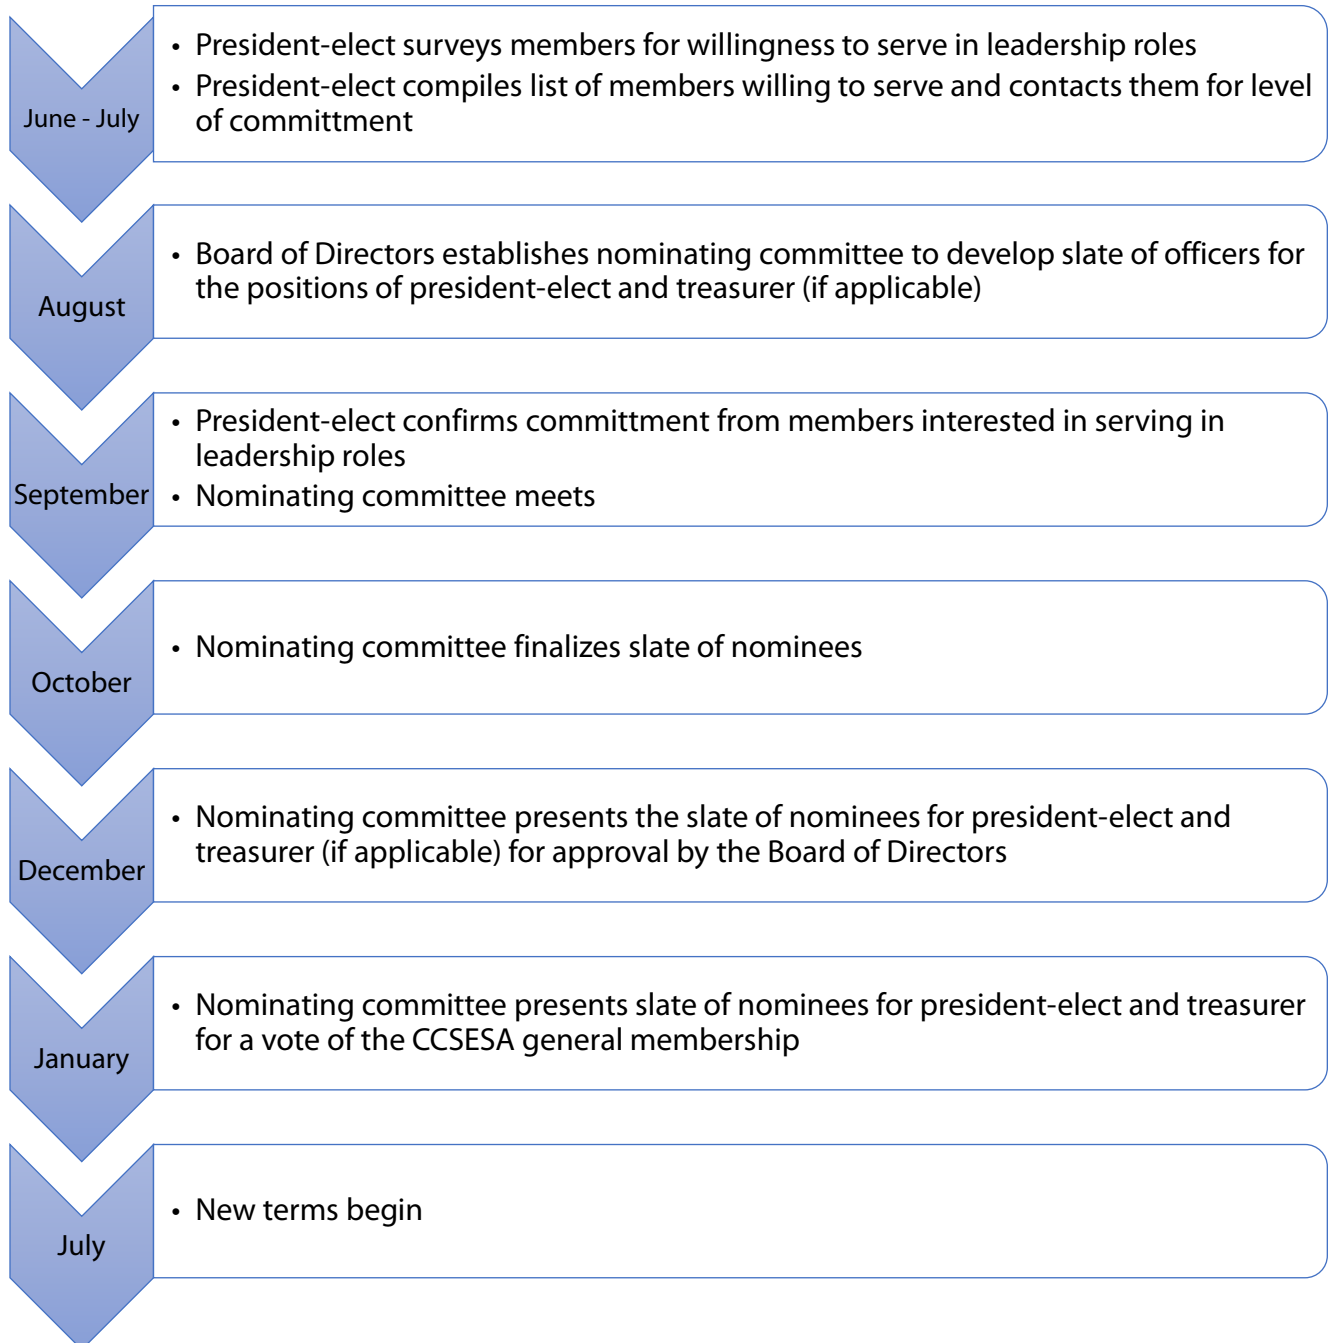 June - July
• President-elect surveys members for willingness to serve in leadership roles
• President-elect compiles list of members willing to serve and contacts them for level
of committment
August
• Board of Directors establishes nominating committee to develop slate of officers for
the positions of president-elect and treasurer (if applicable)
September
• President-elect confirms committment from members interested in serving in
leadership roles
• Nominating committee meets
October
• Nominating committee finalizes slate of nominees
December
• Nominating committee presents the slate of nominees for president-elect and
treasurer (if applicable) for approval by the Board of Directors
January
• Nominating committee presents slate of nominees for president-elect and treasurer
for a vote of the CCSESA general membership
July
• New terms begin